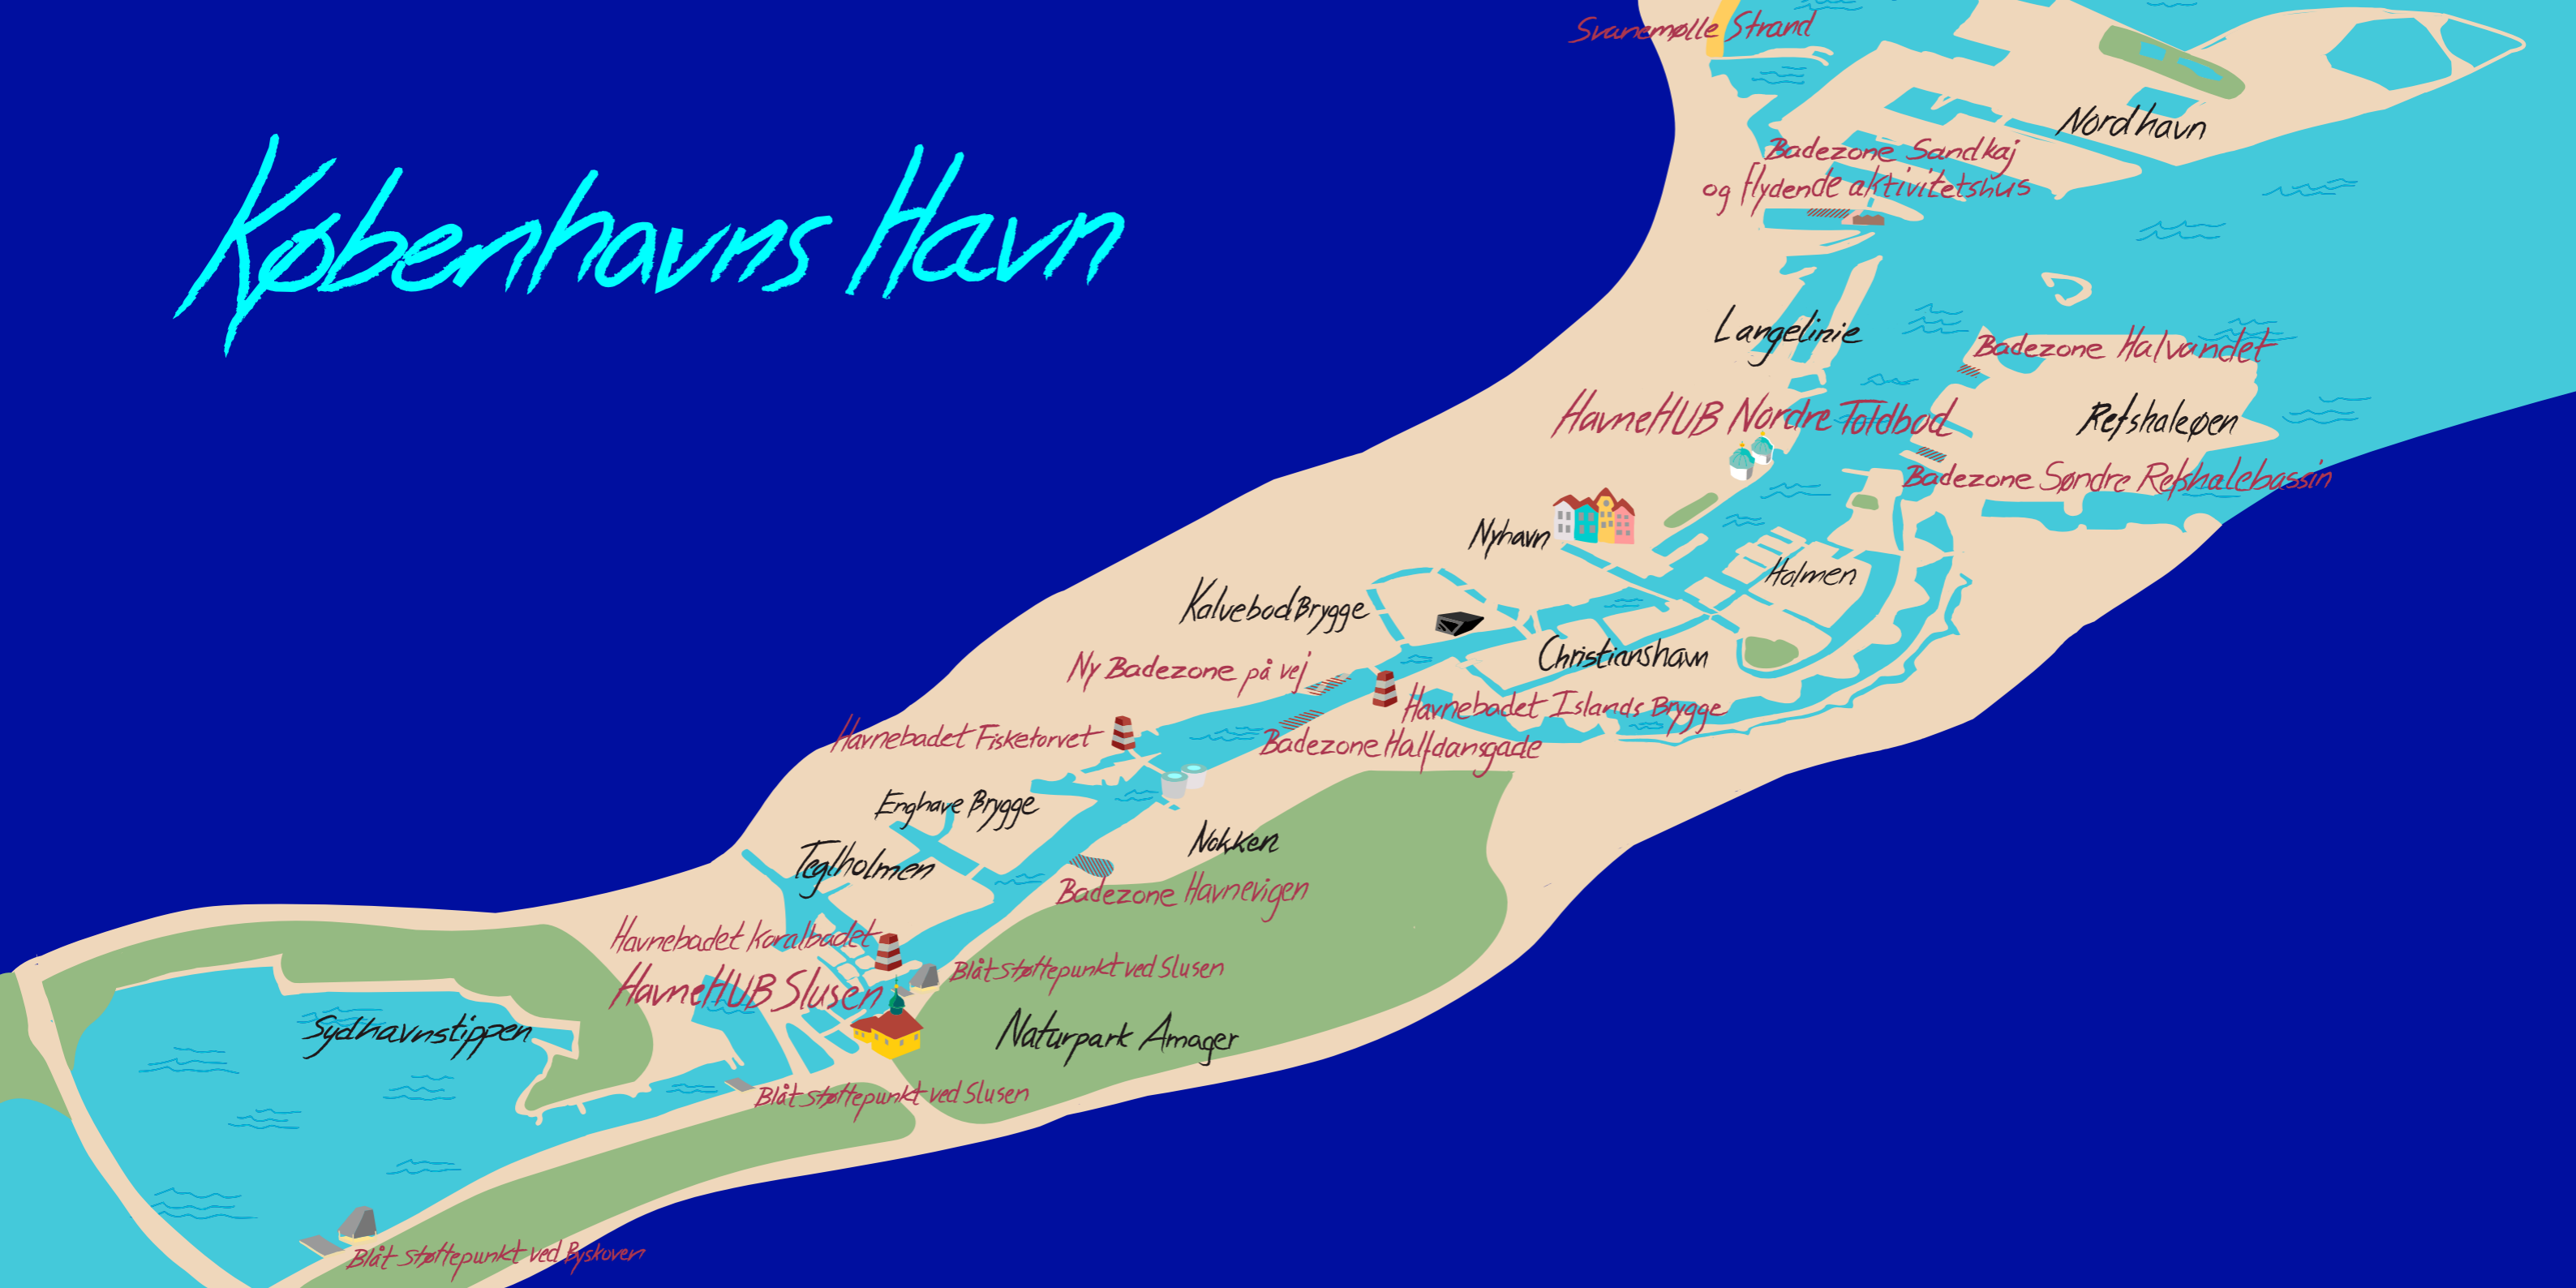 Svanemølle Strand
Københavns Havn
Nordhavn
Badezone Sandkaj
og flydende aktivitetshus
Langelinie
Badezone Halvandet
HavneHUB Nordre Toldbod
Refshaleøen
Badezone Søndre Refshalebassin
Nyhavn
Holmen
Kalvebod Brygge
Christianshavn
Ny Badezone på vej
Havnebadet Islands Brygge
Havnebadet Fisketorvet
Badezone Halfdansgade
Enghave Brygge
Nokken
Teglholmen
Badezone Havnevigen
Havnebadet Koralbadet
Blåt støttepunkt ved Slusen
HavneHUB Slusen
Sydhavnstippen
Naturpark Amager
Blåt støttepunkt ved Slusen
Blåt støttepunkt ved Byskoven